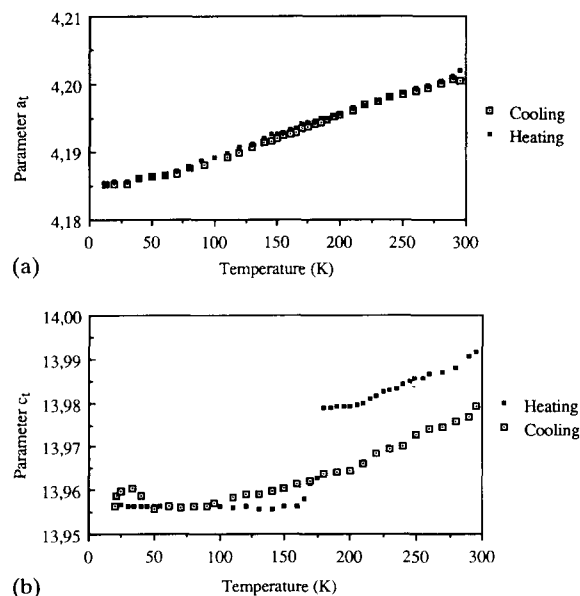 4,21
4,20
4,19
4,18
Parameter a_t
0 50 100 150 200 250 300
Temperature (K)
Cooling
Heating
(a)
14,00
13,99
13,98
13,97
13,96
13,95
Parameter c_t
0 50 100 150 200 250 300
Temperature (K)
Heating
Cooling
(b)